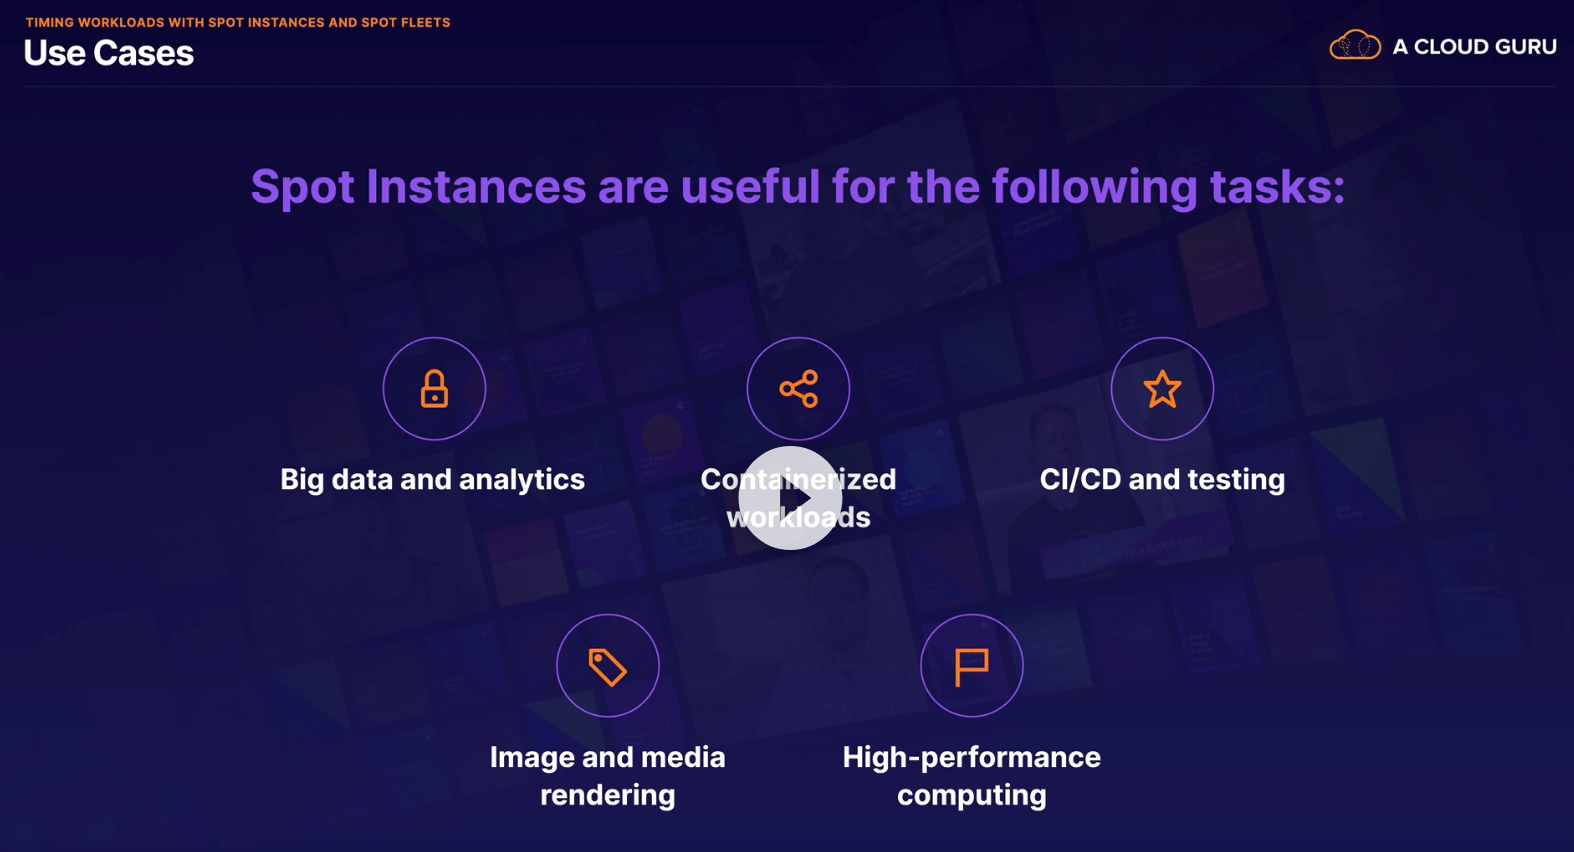 TIMING WORKLOADS WITH SPOT INSTANCES AND SPOT FLEETS
Use Cases
A CLOUD GURU
Spot Instances are useful for the following tasks:
Big data and analytics
Containerized
workloads
CI/CD and testing
Image and media
rendering
High-performance
computing